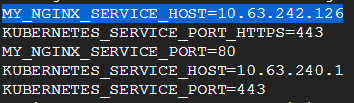 MY_NGINX_SERVICE_HOST=10.63.242.126
KUBERNETES_SERVICE_PORT_HTTPS=443
MY_NGINX_SERVICE_PORT=80
KUBERNETES_SERVICE_HOST=10.63.240.1
KUBERNETES_SERVICE_PORT=443